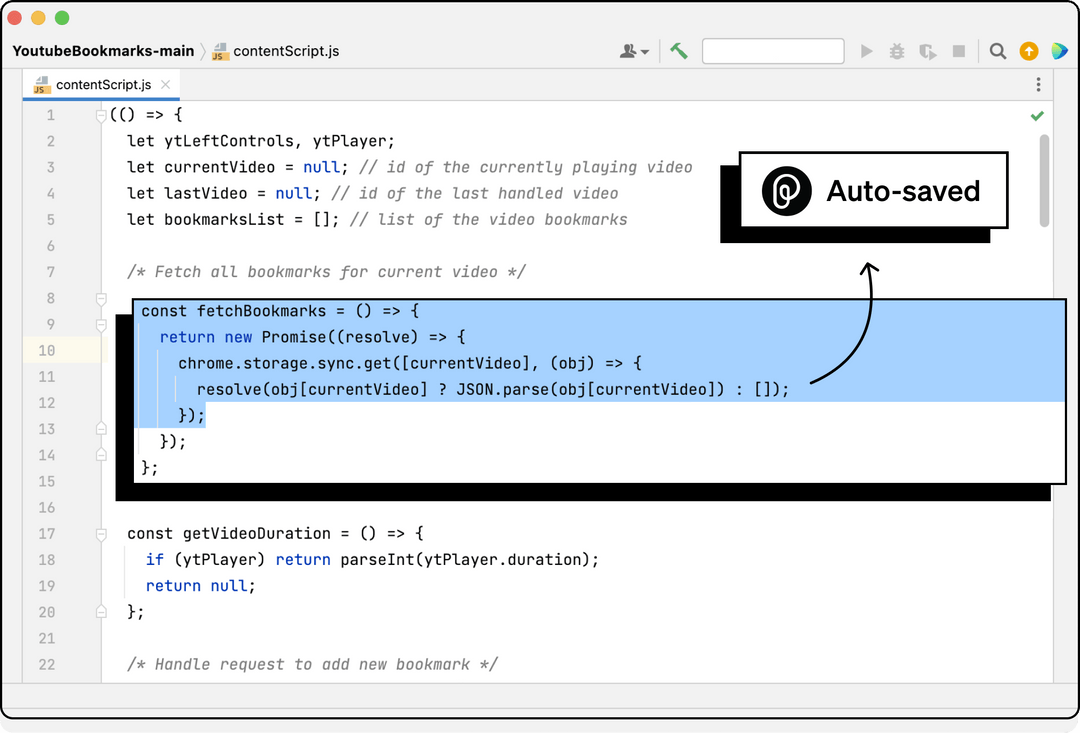 YoutubeBookmarks-main
contentScript.js
contentScript.js
1 (() => {
2 let ytLeftControls, ytPlayer;
3 let currentVideo = null; // id of the currently playing video
4 let lastVideo = null; // id of the last handled video
5 let bookmarksList = []; // list of the video bookmarks
6
7 /* Fetch all bookmarks for current video */
Auto-saved
8 const fetchBookmarks = () => {
9 return new Promise((resolve) => {
10 chrome.storage.sync.get([currentVideo], (obj) => {
11 resolve(obj[currentVideo] ? JSON.parse(obj[currentVideo]) : []);
12 });
13 });
14 };
15
16
17 const getVideoDuration = () => {
18 if (ytPlayer) return parseInt(ytPlayer.duration);
19 return null;
20 };
21
22 /* Handle request to add new bookmark */